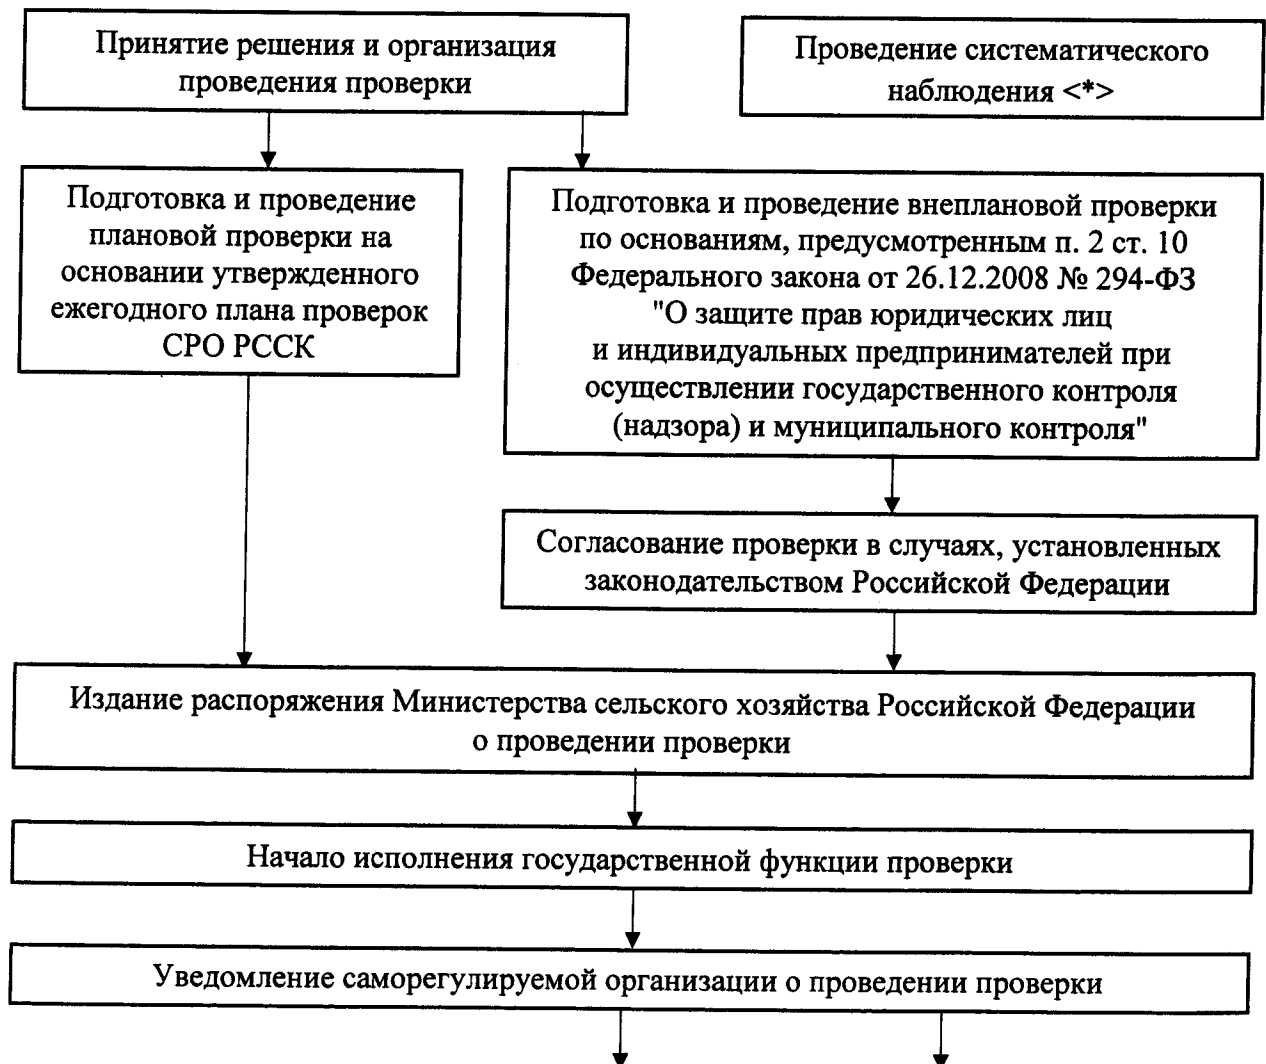 Принятие решения и организация
проведения проверки
Проведение систематического
наблюдения <*>
Подготовка и проведение
плановой проверки на
основании утвержденного
ежегодного плана проверок
СРО РССК
Подготовка и проведение внеплановой проверки
по основаниям, предусмотренным п. 2 ст. 10
Федерального закона от 26.12.2008 № 294-ФЗ
"О защите прав юридических лиц
и индивидуальных предпринимателей при
осуществлении государственного контроля
(надзора) и муниципального контроля"
Согласование проверки в случаях, установленных
законодательством Российской Федерации
Издание распоряжения Министерства сельского хозяйства Российской Федерации
о проведении проверки
Начало исполнения государственной функции проверки
Уведомление саморегулируемой организации о проведении проверки